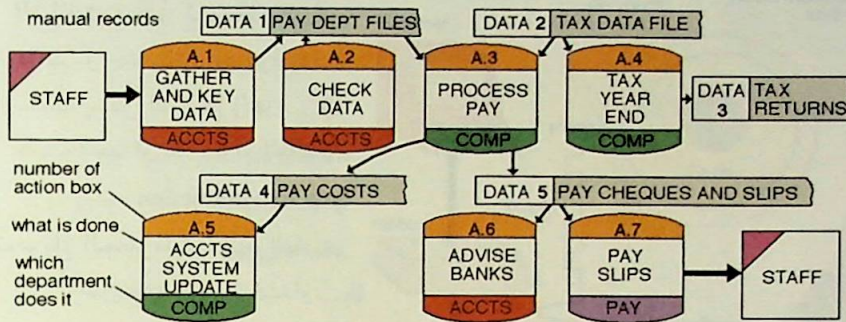 manual records
DATA 1 PAY DEPT FILES
DATA 2 TAX DATA FILE
STAFF
A.1
GATHER
AND KEY
DATA
ACCTS
A.2
CHECK
DATA
ACCTS
A.3
PROCESS
PAY
COMP
A.4
TAX
YEAR
END
COMP
DATA
3
TAX
RETURNS
number of
action box
what is done
which
department
does it
DATA 4 PAY COSTS
DATA 5 PAY CHEQUES AND SLIPS
A.5
ACCTS
SYSTEM
UPDATE
COMP
A.6
ADVISE
BANKS
ACCTS
A.7
PAY
SLIPS
PAY
STAFF